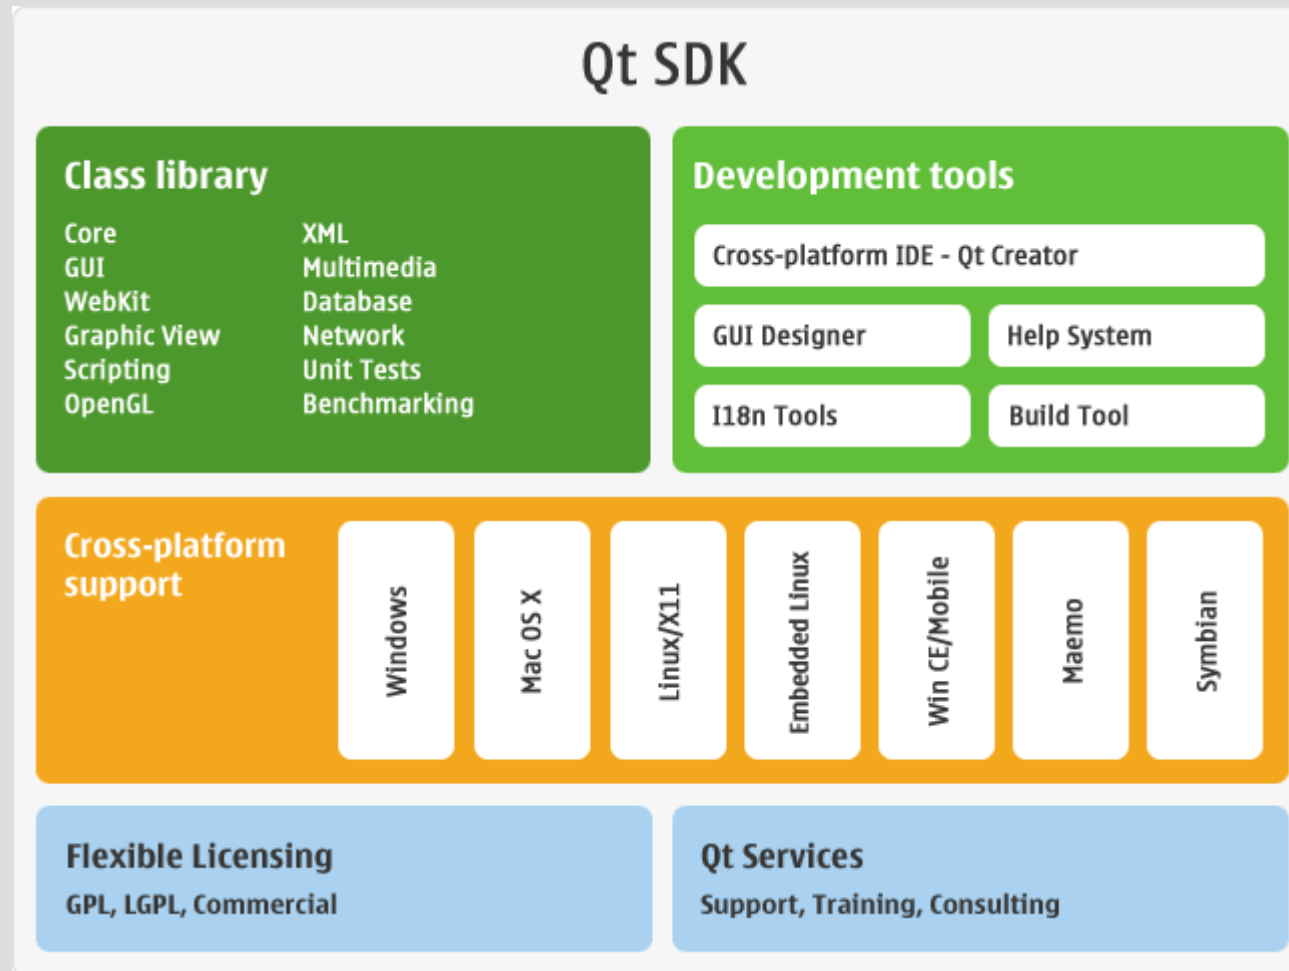 Qt SDK
Class library
Core
GUI
WebKit
Graphic View
Scripting
OpenGL
XML
Multimedia
Database
Network
Unit Tests
Benchmarking
Development tools
Cross-platform IDE - Qt Creator
GUI Designer
Help System
I18n Tools
Build Tool
Cross-platform
support
Windows
Mac OS X
Linux/X11
Embedded Linux
Win CE/Mobile
Maemo
Symbian
Flexible Licensing
GPL, LGPL, Commercial
Qt Services
Support, Training, Consulting